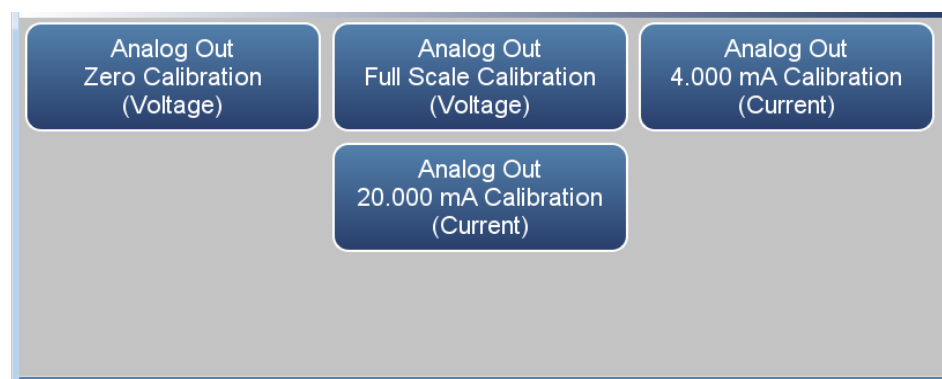 Analog Out
Zero Calibration
(Voltage)
Analog Out
Full Scale Calibration
(Voltage)
Analog Out
4.000 mA Calibration
(Current)
Analog Out
20.000 mA Calibration
(Current)